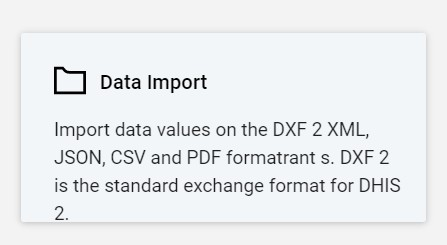 Data Import
Import data values on the DXF 2 XML,
JSON, CSV and PDF formatrant s. DXF 2
is the standard exchange format for DHIS
2.